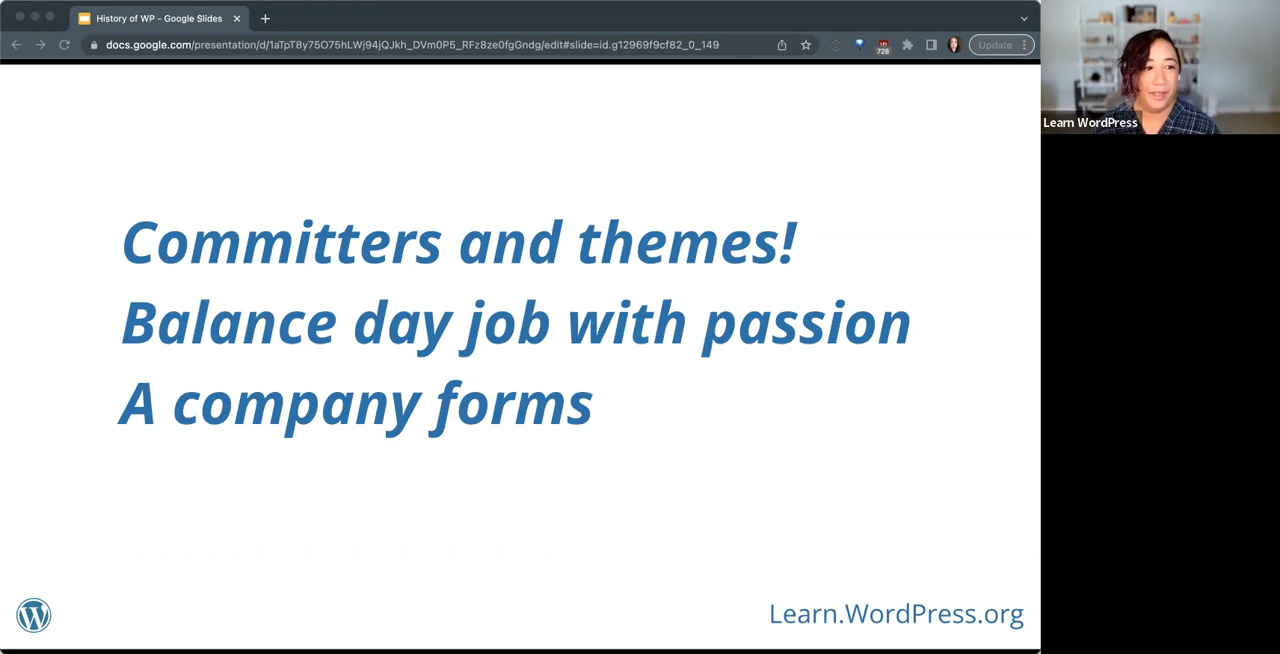 History of WP - Google Slides
docs.google.com/presentation/d/1aTpT8y75O75hLWj94jQJkh_DVm0P5_RFz8ze0fgGndg/edit#slide=id.g12969f9cf82_0_149
728
Update
Learn WordPress
Committers and themes!
Balance day job with passion
A company forms
Learn.WordPress.org